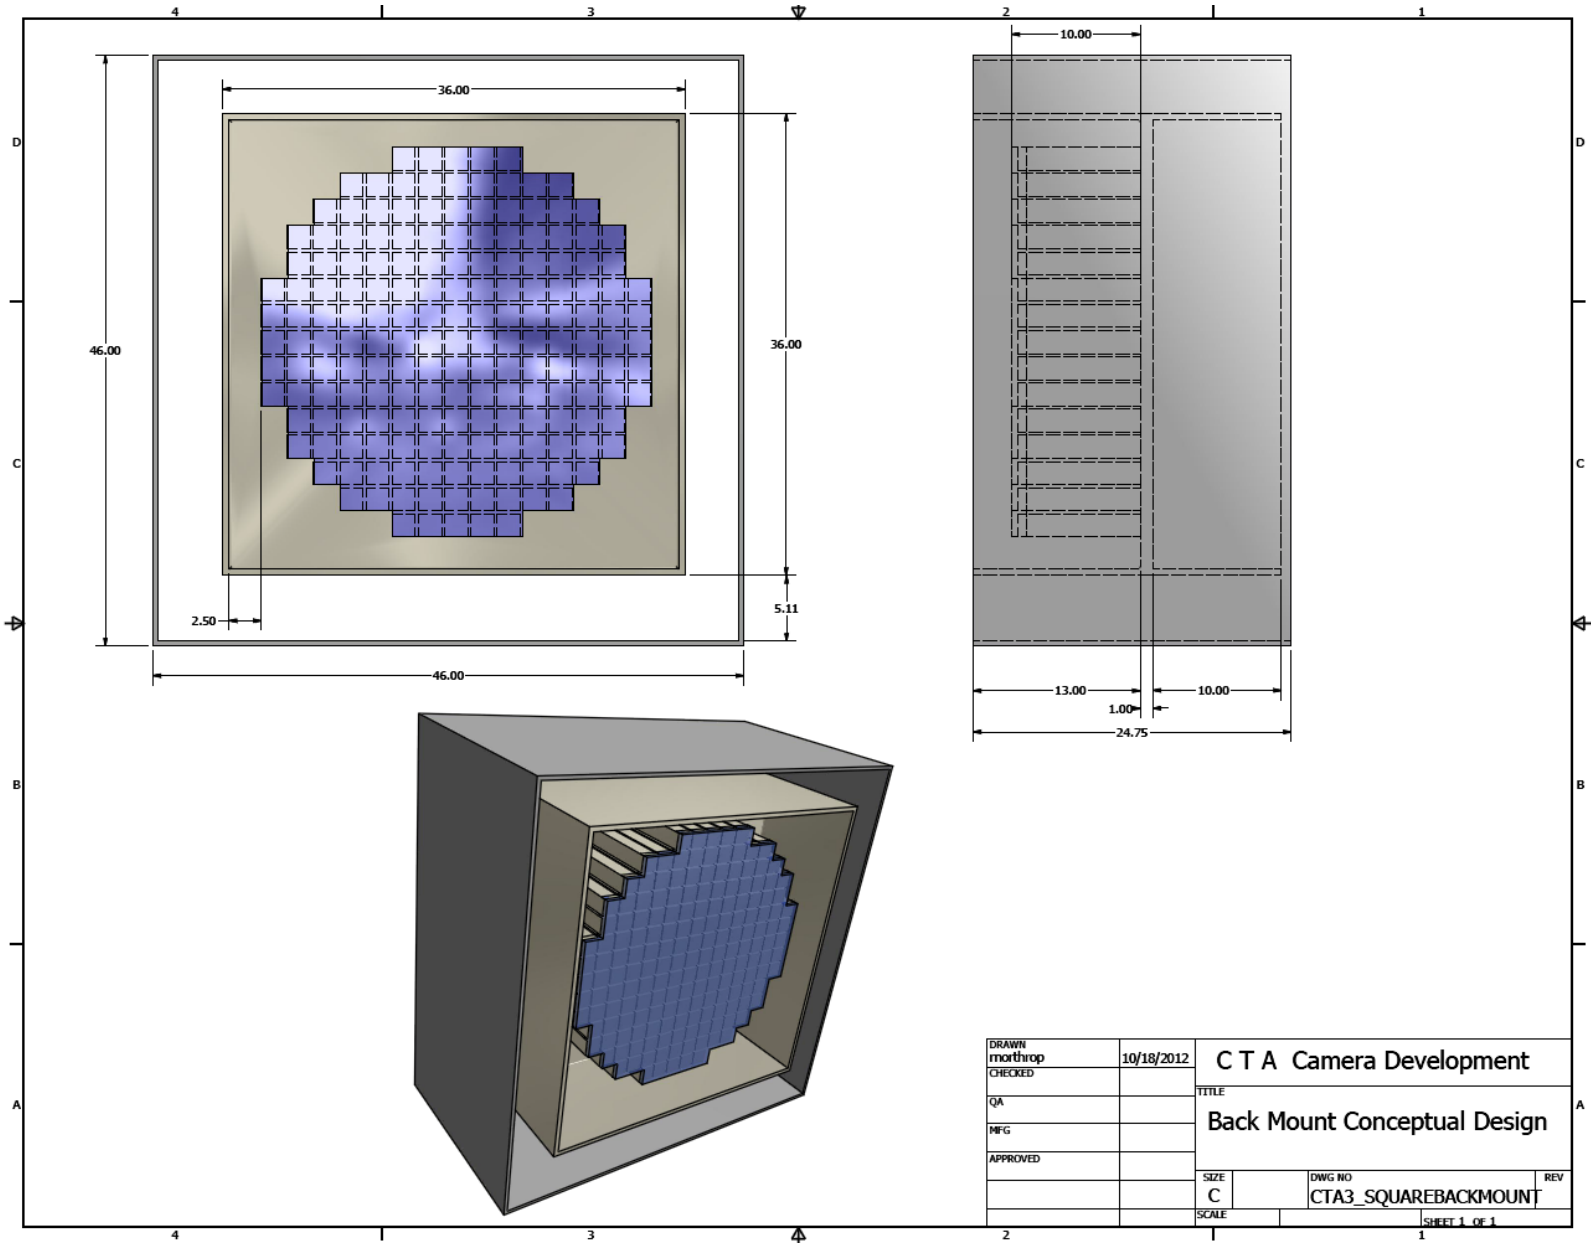 4 3 2 1
10.00
36.00
D D
46.00 36.00
C C
2.50 5.11
46.00
13.00 10.00
1.00
24.75
B B
DRAWN
morthrop 10/18/2012 C T A Camera Development
CHECKED
TITLE
QA
Back Mount Conceptual Design
MFG
APPROVED
A A
SIZE DWG NO REV
C CTA3_SQUAREBACKMOUNT
SCALE
SHEET 1 OF 1
4 3 2 1